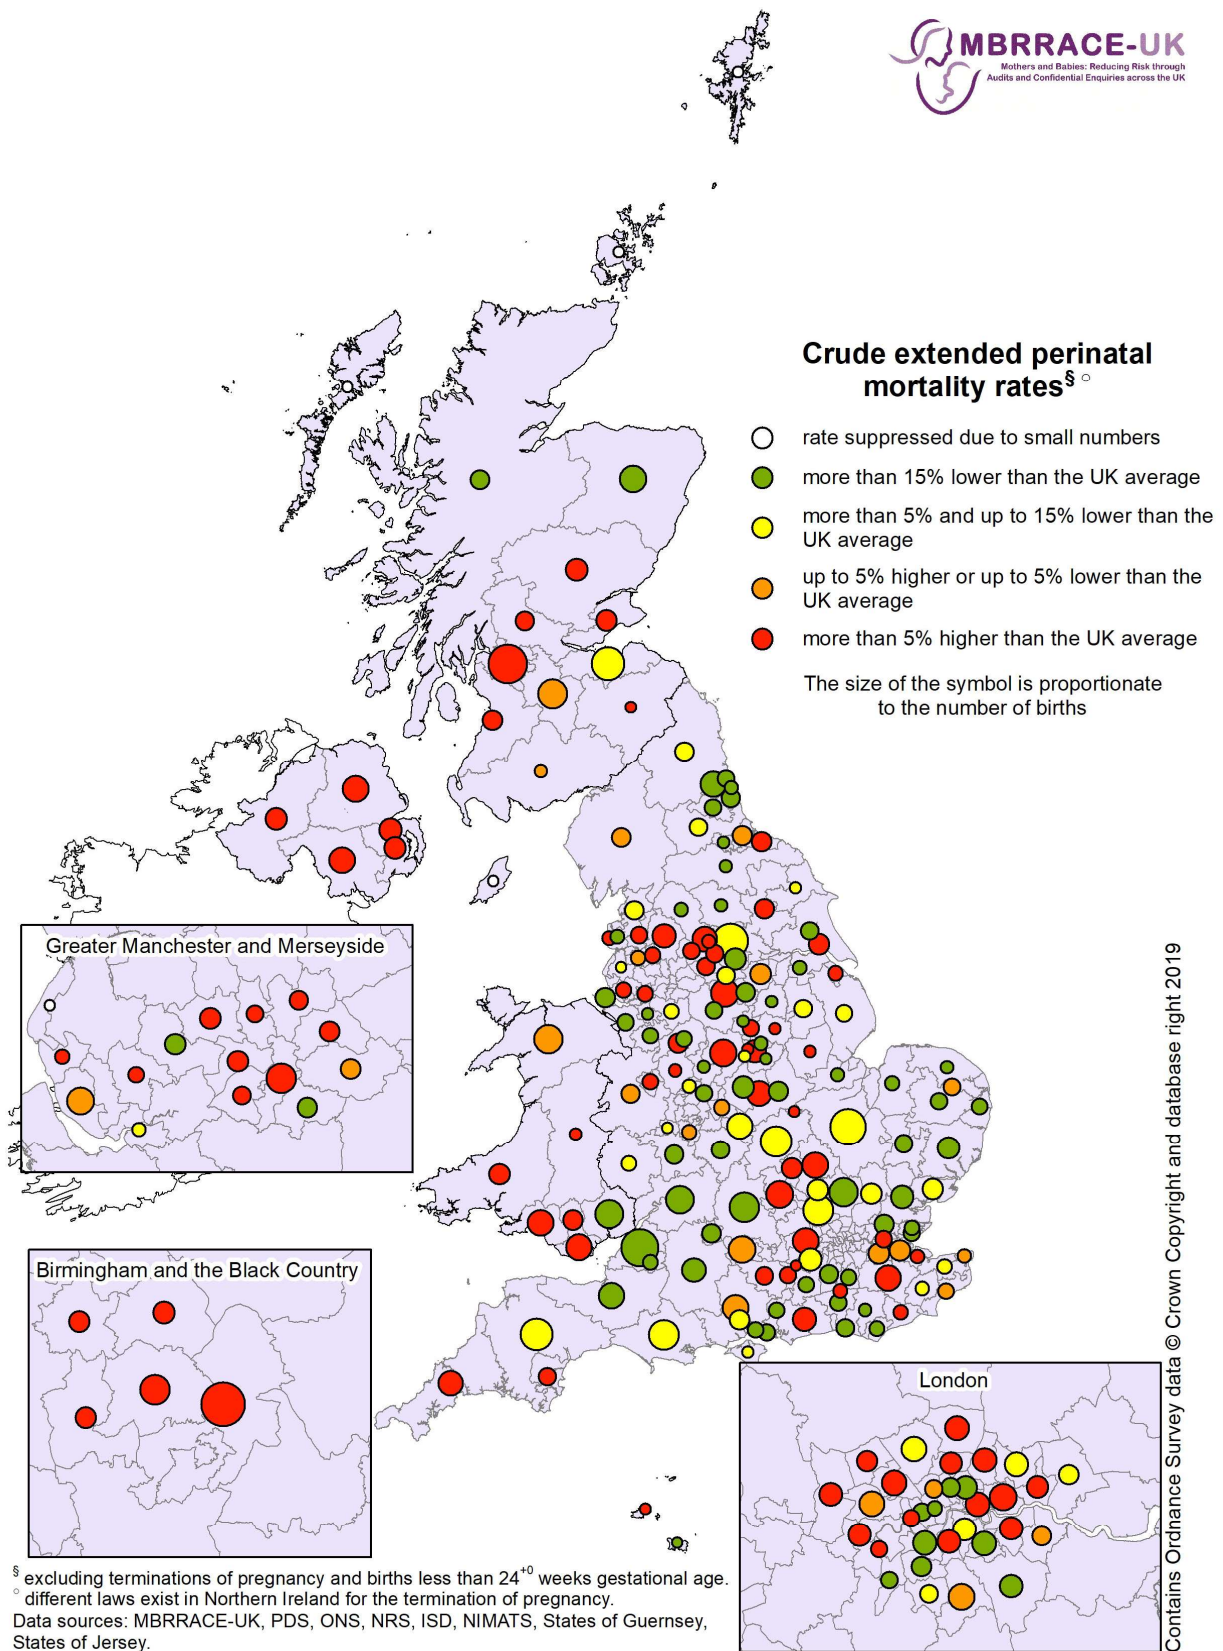 MBRRACE-UK
Mothers and Babies: Reducing Risk through
Audits and Confidential Enquiries across the UK
Crude extended perinatal
mortality rates§ ○
rate suppressed due to small numbers
more than 15% lower than the UK average
more than 5% and up to 15% lower than the
UK average
up to 5% higher or up to 5% lower than the
UK average
more than 5% higher than the UK average
The size of the symbol is proportionate
to the number of births
Greater Manchester and Merseyside
Birmingham and the Black Country
London
Contains Ordnance Survey data © Crown Copyright and database right 2019
§ excluding terminations of pregnancy and births less than 24+0 weeks gestational age.
○ different laws exist in Northern Ireland for the termination of pregnancy.
Data sources: MBRRACE-UK, PDS, ONS, NRS, ISD, NIMATS, States of Guernsey,
States of Jersey.